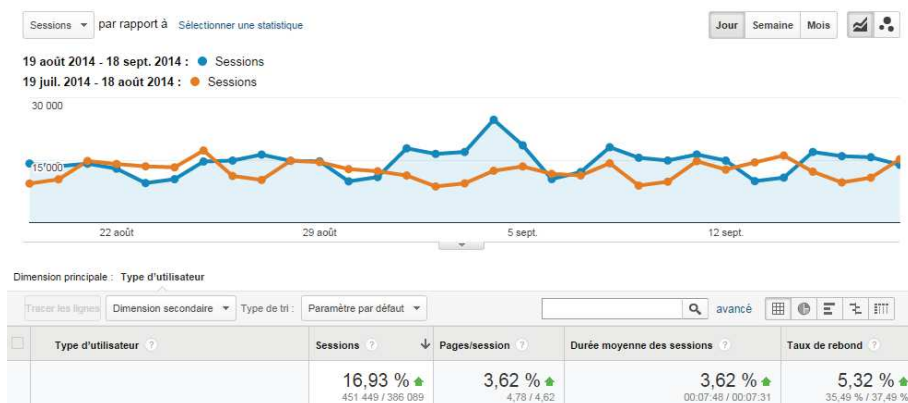 Sessions par rapport à Sélectionner une statistique Jour Semaine Mois
19 août 2014 - 18 sept. 2014 : Sessions
19 juil. 2014 - 18 août 2014 : Sessions
30 000
15 000
22 août 29 août 5 sept. 12 sept.
Dimension principale : Type d'utilisateur
Tracer les lignes Dimension secondaire Type de tri : Paramètre par défaut avancé
Type d'utilisateur ? Sessions ? Pages/session ? Durée moyenne des sessions ? Taux de rebond ?
16,93 % 3,62 % 3,62 % 5,32 %
451 449 / 386 089 4,78 / 4,62 00:07:48 / 00:07:31 35,49 % / 37,49 %